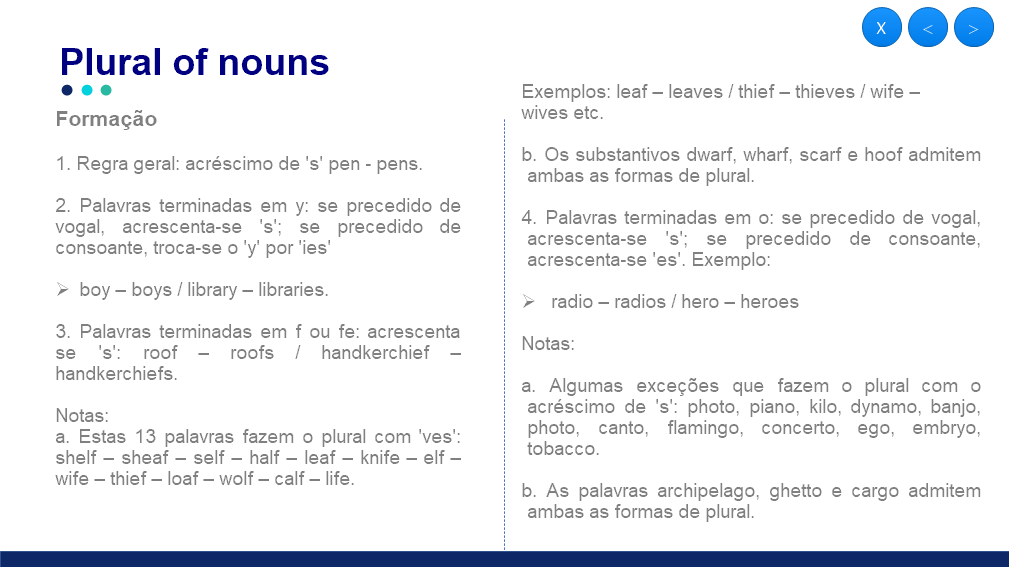 X < >
Plural of nouns
Formação
1. Regra geral: acréscimo de 's' pen - pens.
2. Palavras terminadas em y: se precedido de
vogal, acrescenta-se 's'; se precedido de
consoante, troca-se o 'y' por 'ies'
➢ boy – boys / library – libraries.
3. Palavras terminadas em f ou fe: acrescenta
se 's': roof – roofs / handkerchief –
handkerchiefs.
Notas:
a. Estas 13 palavras fazem o plural com 'ves':
shelf – sheaf – self – half – leaf – knife – elf –
wife – thief – loaf – wolf – calf – life.
Exemplos: leaf – leaves / thief – thieves / wife –
wives etc.
b. Os substantivos dwarf, wharf, scarf e hoof admitem
ambas as formas de plural.
4. Palavras terminadas em o: se precedido de vogal,
acrescenta-se 's'; se precedido de consoante,
acrescenta-se 'es'. Exemplo:
➢ radio – radios / hero – heroes
Notas:
a. Algumas exceções que fazem o plural com o
acréscimo de 's': photo, piano, kilo, dynamo, banjo,
photo, canto, flamingo, concerto, ego, embryo,
tobacco.
b. As palavras archipelago, ghetto e cargo admitem
ambas as formas de plural.